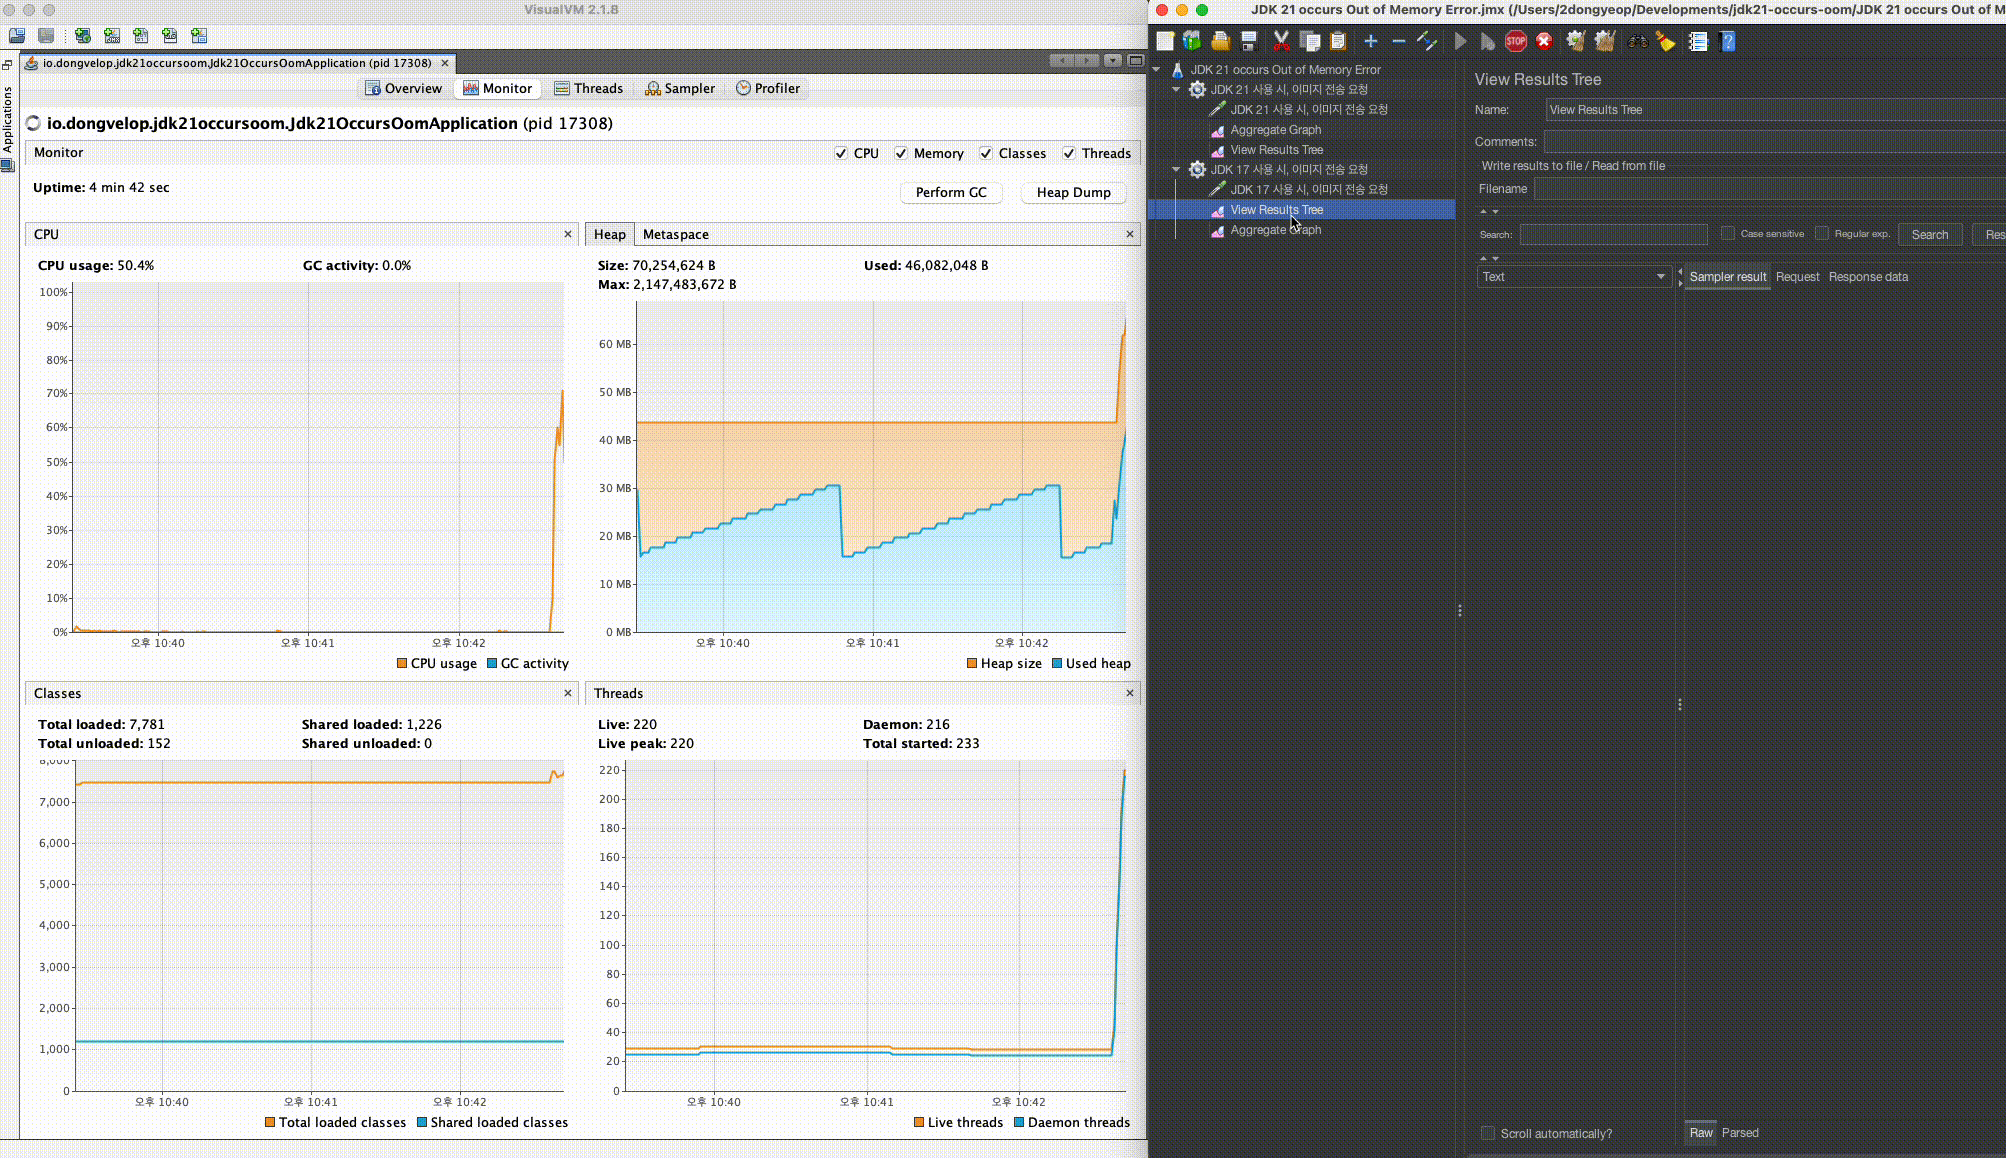 VisualVM 2.1.8
io.dongvelop.jdk21occursoom.Jdk21OccursOomApplication (pid 17308)
Applications
Overview
Monitor
Threads
Sampler
Profiler
io.dongvelop.jdk21occursoom.Jdk21OccursOomApplication (pid 17308)
Monitor
CPU
Memory
Classes
Threads
Uptime: 4 min 42 sec
Perform GC
Heap Dump
CPU
CPU usage: 50.4%
GC activity: 0.0%
100%
90%
80%
70%
60%
50%
40%
30%
20%
10%
0%
오후 10:40
오후 10:41
오후 10:42
CPU usage
GC activity
Heap
Metaspace
Size: 70,254,624 B
Used: 46,082,048 B
Max: 2,147,483,672 B
60 MB
50 MB
40 MB
30 MB
20 MB
10 MB
0 MB
오후 10:40
오후 10:41
오후 10:42
Heap size
Used heap
Classes
Total loaded: 7,781
Shared loaded: 1,226
Total unloaded: 152
Shared unloaded: 0
8,000
7,000
6,000
5,000
4,000
3,000
2,000
1,000
0
오후 10:40
오후 10:41
오후 10:42
Total loaded classes
Shared loaded classes
Threads
Live: 220
Daemon: 216
Live peak: 220
Total started: 233
220
200
180
160
140
120
100
80
60
40
20
0
오후 10:40
오후 10:41
오후 10:42
Live threads
Daemon threads
JDK 21 occurs Out of Memory Error.jmx (/Users/2dongyeop/Developments/jdk21-occurs-oom/JDK 21 occurs Out of M
STOP
JDK 21 occurs Out of Memory Error
JDK 21 사용 시, 이미지 전송 요청
JDK 21 사용 시, 이미지 전송 요청
Aggregate Graph
View Results Tree
JDK 17 사용 시, 이미지 전송 요청
JDK 17 사용 시, 이미지 전송 요청
View Results Tree
Aggregate Graph
View Results Tree
Name:
View Results Tree
Comments:
Write results to file / Read from file
Filename
Search:
Case sensitive
Regular exp.
Search
Res
Text
Sampler result
Request
Response data
Scroll automatically?
Raw
Parsed